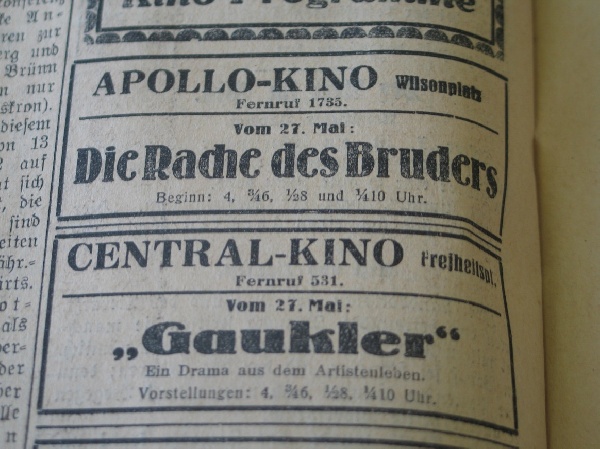 Kino-Programme
APOLLO-KINO Wilsonplatz
Fernruf 1735.
Vom 27. Mai:
Die Rache des Bruders
Beginn: 4, ¾6, ½8 und ¼10 Uhr.
CENTRAL-KINO Freiheitspl.
Fernruf 531.
Vom 27. Mai:
„Gaukler“
Ein Drama aus dem Artistenleben.
Vorstellungen: 4, ¾6, ½8, ¼10 Uhr.